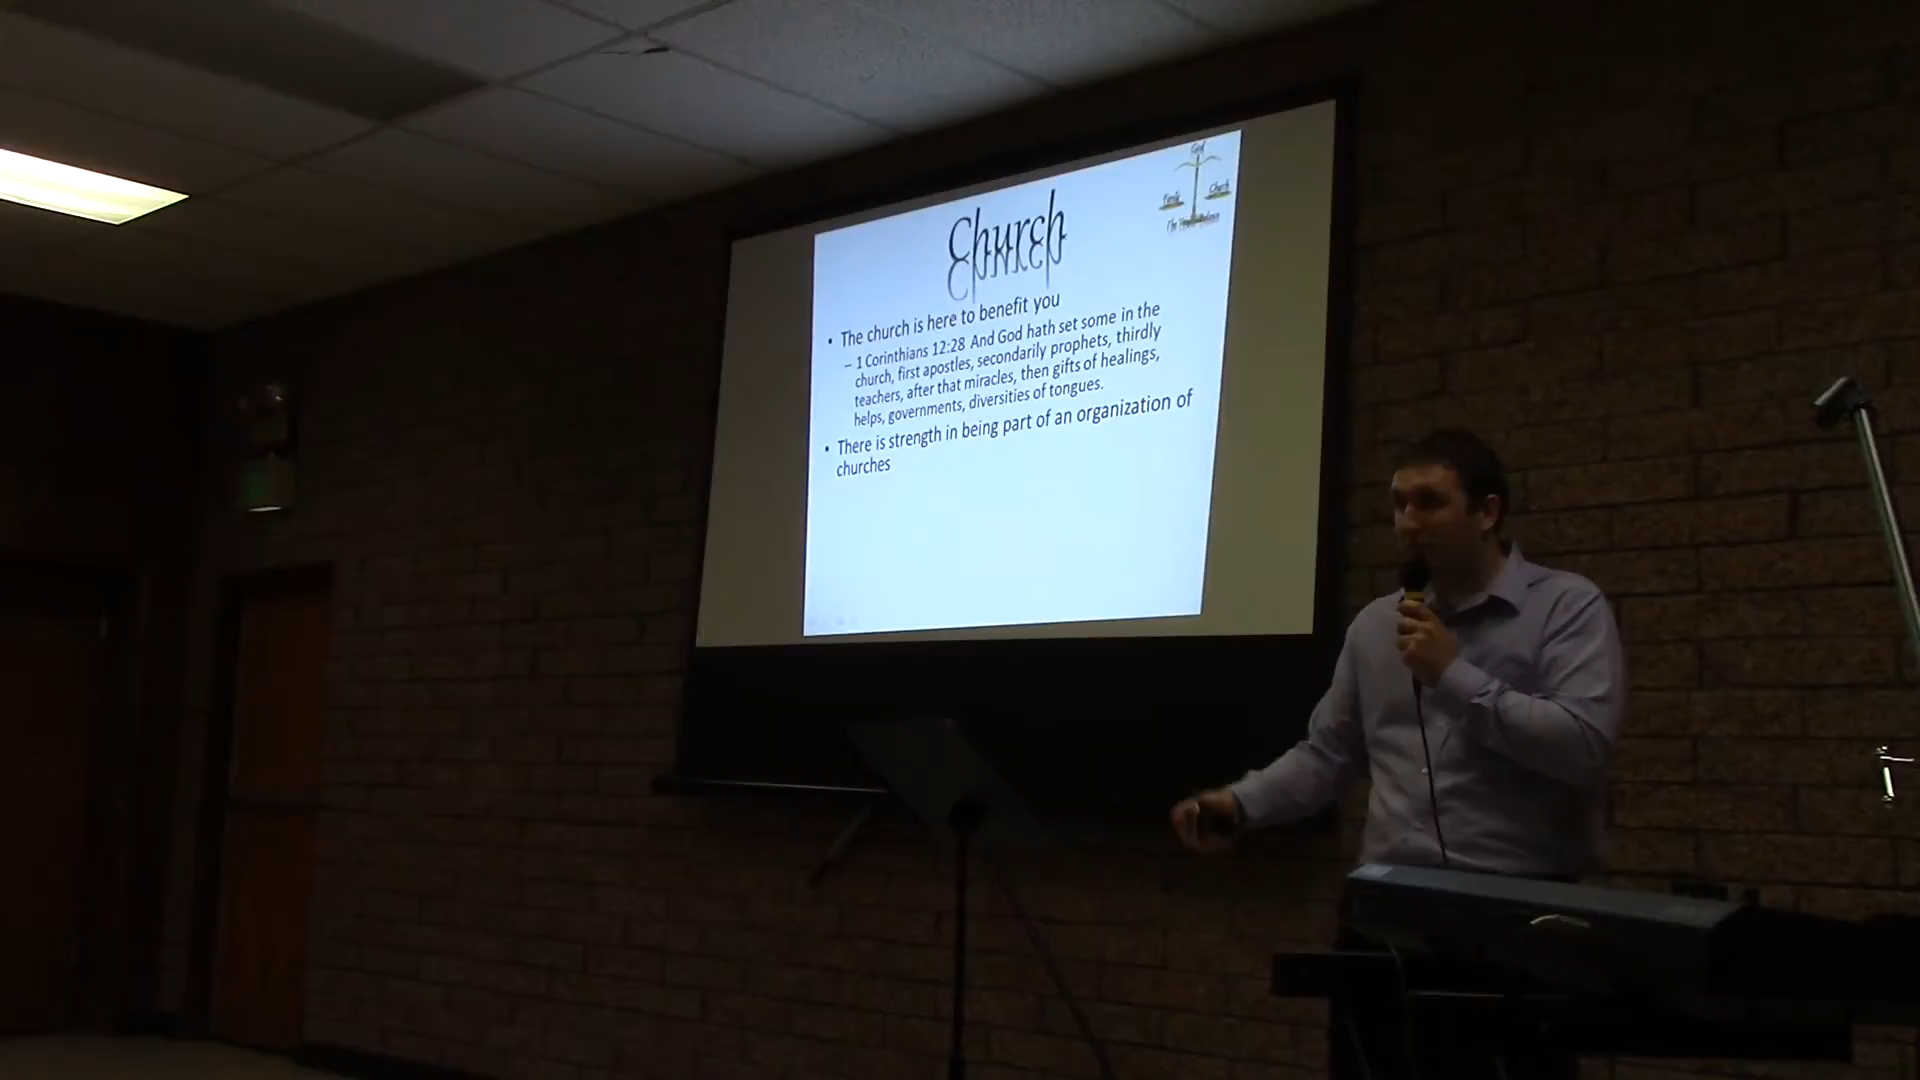 God
Family
Church
Church
• The church is here to benefit you
– 1 Corinthians 12:28 And God hath set some in the
church, first apostles, secondarily prophets, thirdly
teachers, after that miracles, then gifts of healings,
helps, governments, diversities of tongues.
• There is strength in being part of an organization of
churches